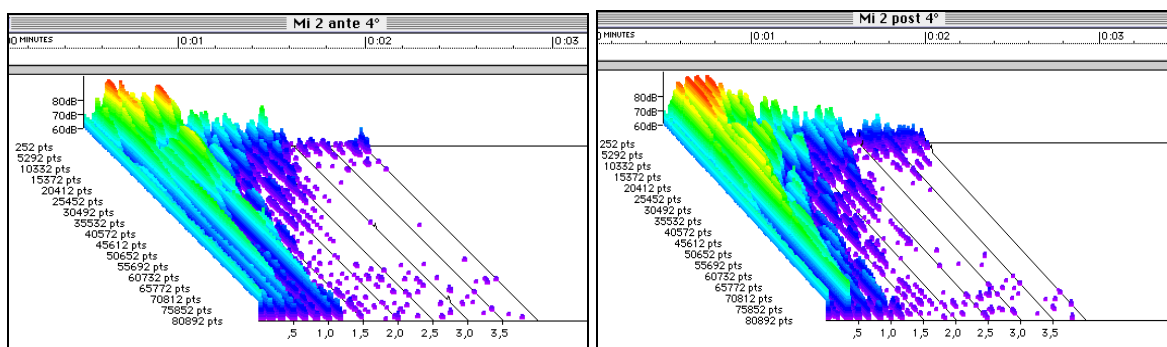 Mi 2 ante 4°
0 MINUTES 0:01 0:02 0:03
80dB
70dB
60dB
252 pts
5292 pts
10332 pts
15372 pts
20412 pts
25452 pts
30492 pts
35532 pts
40572 pts
45612 pts
50652 pts
55692 pts
60732 pts
65772 pts
70812 pts
75852 pts
80892 pts
,5 1,0 1,5 2,0 2,5 3,0 3,5
Mi 2 post 4°
0 MINUTES 0:01 0:02 0:03
80dB
70dB
60dB
252 pts
5292 pts
10332 pts
15372 pts
20412 pts
25452 pts
30492 pts
35532 pts
40572 pts
45612 pts
50652 pts
55692 pts
60732 pts
65772 pts
70812 pts
75852 pts
80892 pts
,5 1,0 1,5 2,0 2,5 3,0 3,5